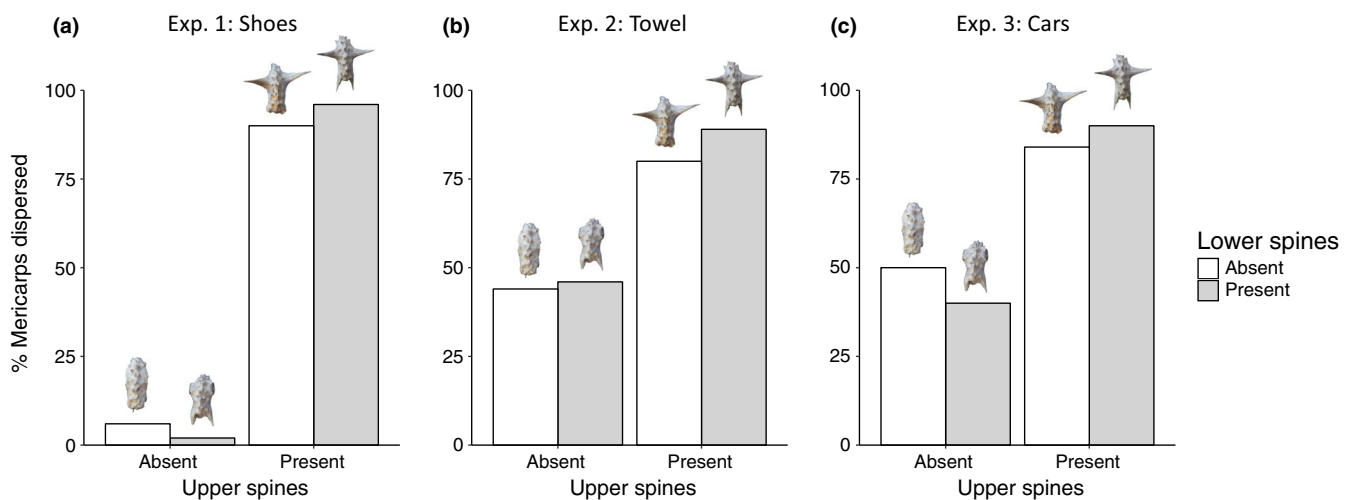 (a) Exp. 1: Shoes
(b) Exp. 2: Towel
(c) Exp. 3: Cars
% Mericarps dispersed
100
75
50
25
0
Absent Present
Upper spines
100
75
50
25
0
Absent Present
Upper spines
100
75
50
25
0
Absent Present
Upper spines
Lower spines
Absent
Present